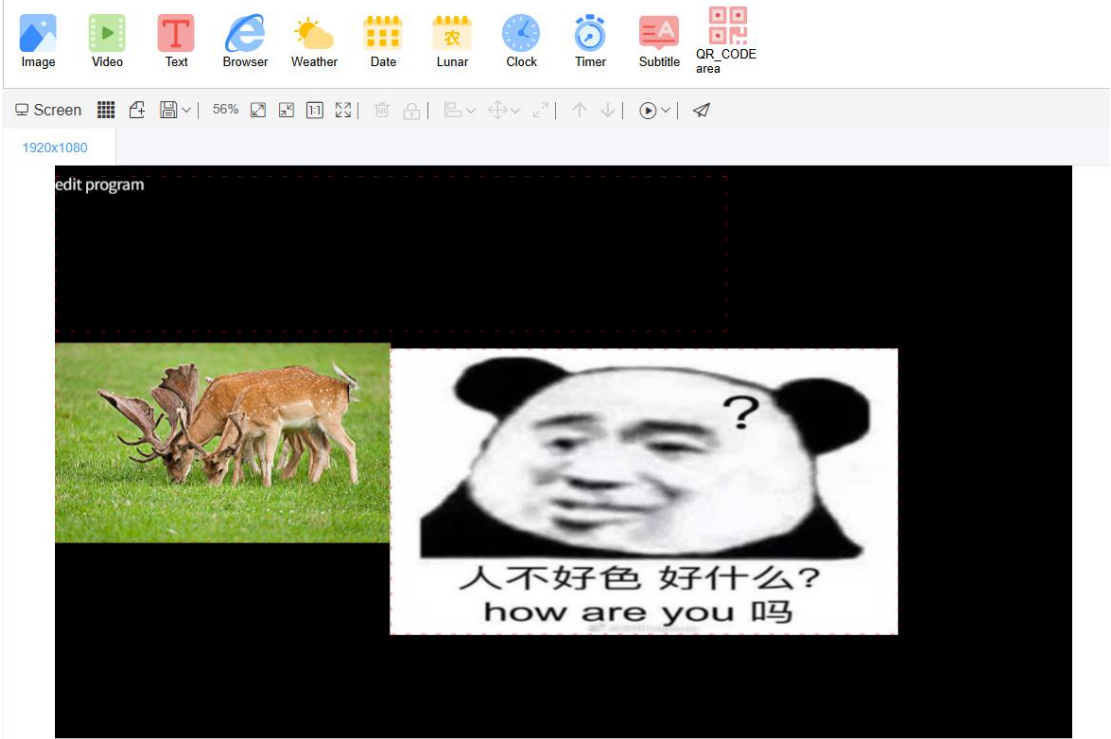 Image Video Text Browser Weather Date Lunar Clock Timer Subtitle QR_CODE area
农
Screen 56% 1:1
1920x1080
edit program
?
人不好色 好什么?
how are you 吗